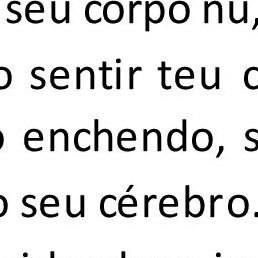 seu corpo nu,
o sentir teu
o enchendo, s
o seu cérebro.